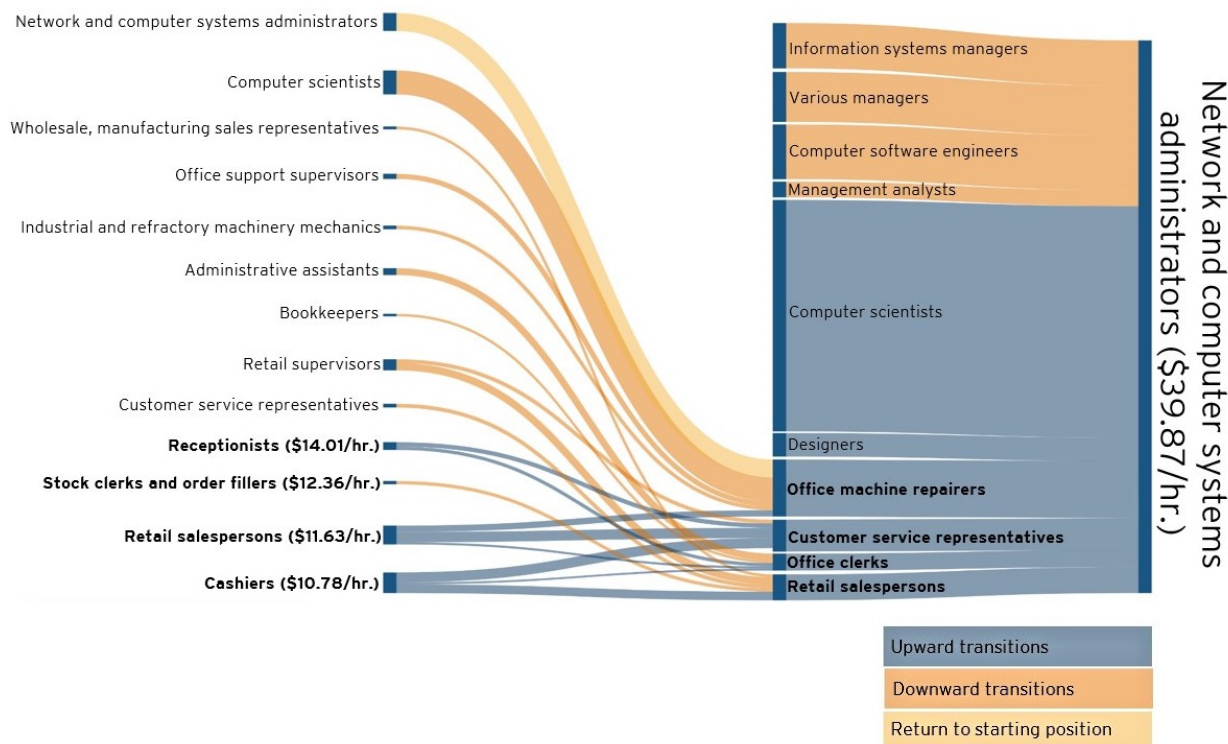 Network and computer systems administrators
Computer scientists
Wholesale, manufacturing sales representatives
Office support supervisors
Industrial and refractory machinery mechanics
Administrative assistants
Bookkeepers
Retail supervisors
Customer service representatives
Receptionists ($14.01/hr.)
Stock clerks and order fillers ($12.36/hr.)
Retail salespersons ($11.63/hr.)
Cashiers ($10.78/hr.)
Information systems managers
Various managers
Computer software engineers
Management analysts
Computer scientists
Designers
Office machine repairers
Customer service representatives
Office clerks
Retail salespersons
Network and computer systems
administrators ($39.87/hr.)
Upward transitions
Downward transitions
Return to starting position